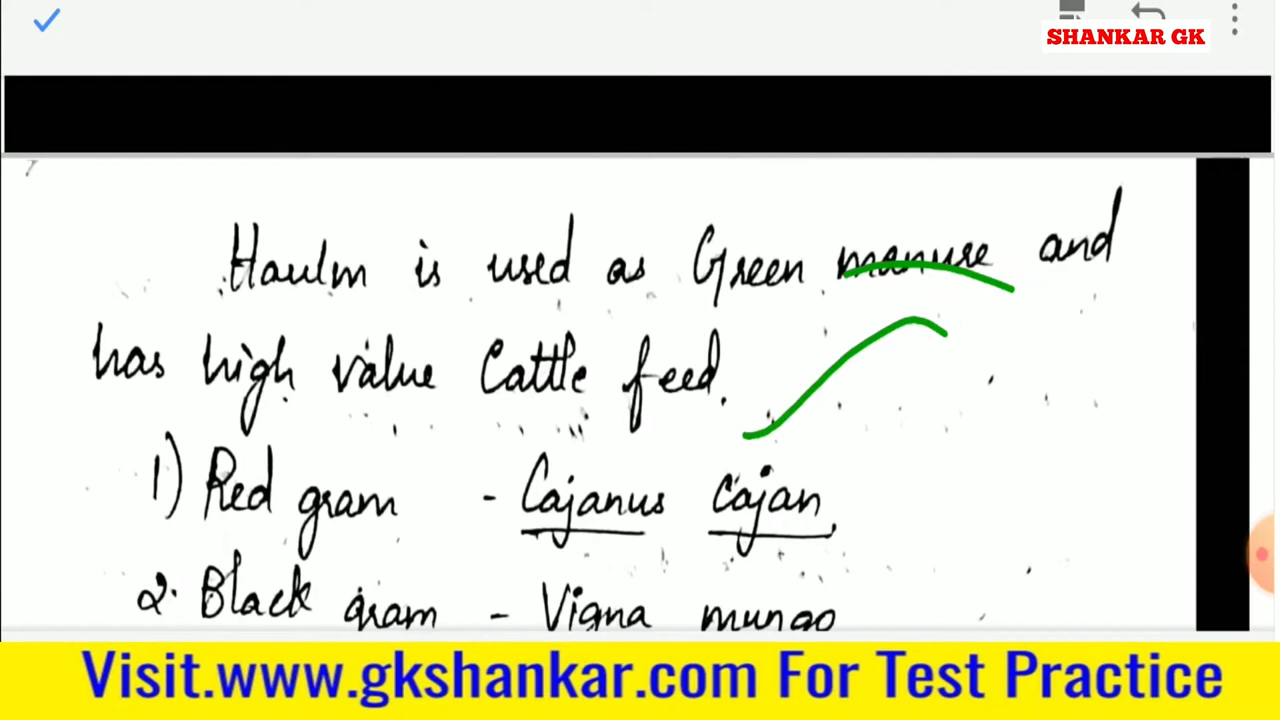 SHANKAR GK
Haulm is used as Green manure and
has high value Cattle feed.
1) Red gram - Cajanus cajan
2. Black gram - Vigna mungo
Visit.www.gkshankar.com For Test Practice